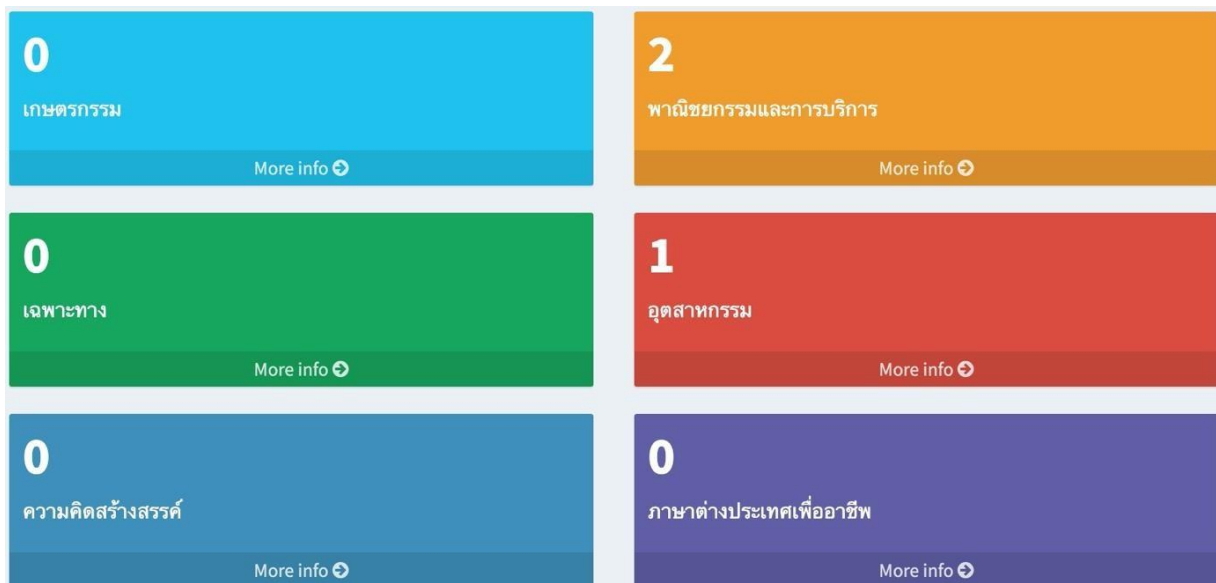 0
เกษตรกรรม
More info
2
พาณิชยกรรมและการบริการ
More info
0
เฉพาะทาง
More info
1
อุตสาหกรรม
More info
0
ความคิดสร้างสรรค์
More info
0
ภาษาต่างประเทศเพื่ออาชีพ
More info